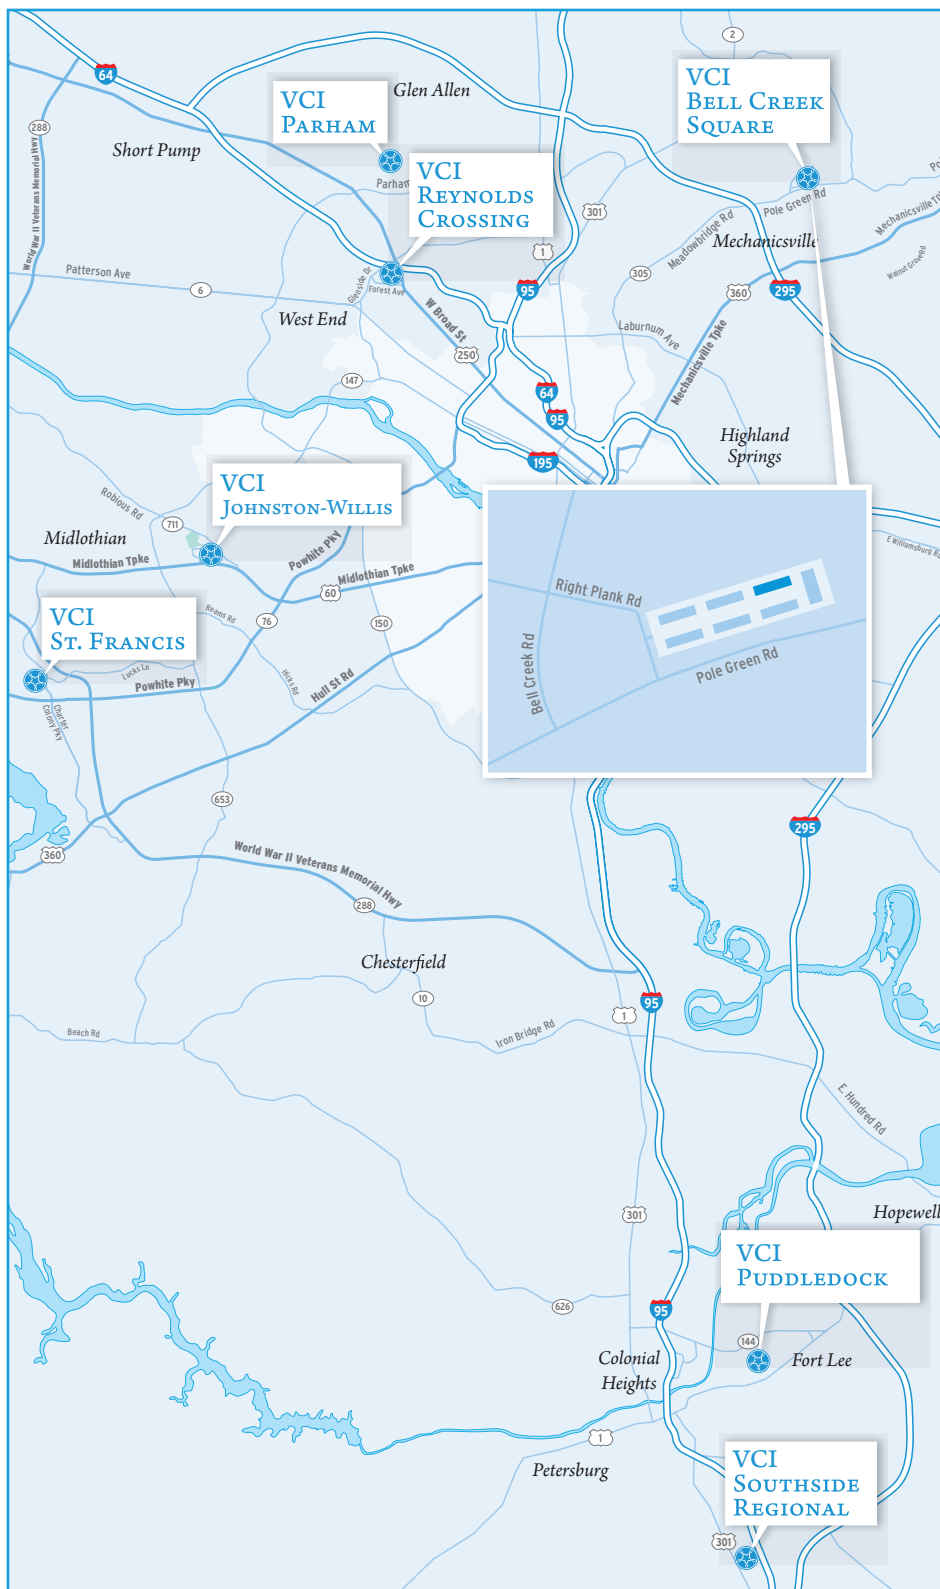 2
64
VCI
PARHAM
Glen Allen
VCI
BELL CREEK
SQUARE
288
World War II Veterans Memorial Hwy
Short Pump
Parham
VCI
REYNOLDS
CROSSING
301
1
Meadowbridge Rd
Pole Green Rd
Mechanicsville Tpk
Mechanicsville
Walnut Grove Rd
Patterson Ave
6
Glenside Dr
Forest Ave
305
360
295
95
West End
W Broad St
250
Laburnum Ave
Mechanicsville Tpke
147
64
95
195
Highland
Springs
VCI
JOHNSTON-WILLIS
Robious Rd
711
Midlothian
Midlothian Tpke
Powhite Pky
Midlothian Tpke
60
E Williamsburg Rd
Right Plank Rd
Bell Creek Rd
Pole Green Rd
VCI
ST. FRANCIS
Reams Rd
76
150
Lucks Ln
Powhite Pky
Hicks Rd
Hull St Rd
Charter
Colony Pky
653
360
295
World War II Veterans Memorial Hwy
288
Chesterfield
10
95
1
Beach Rd
Iron Bridge Rd
E. Hundred Rd
301
Hopewell
VCI
PUDDLEDOCK
626
95
144
Colonial
Heights
Fort Lee
1
Petersburg
VCI
SOUTHSIDE
REGIONAL
301